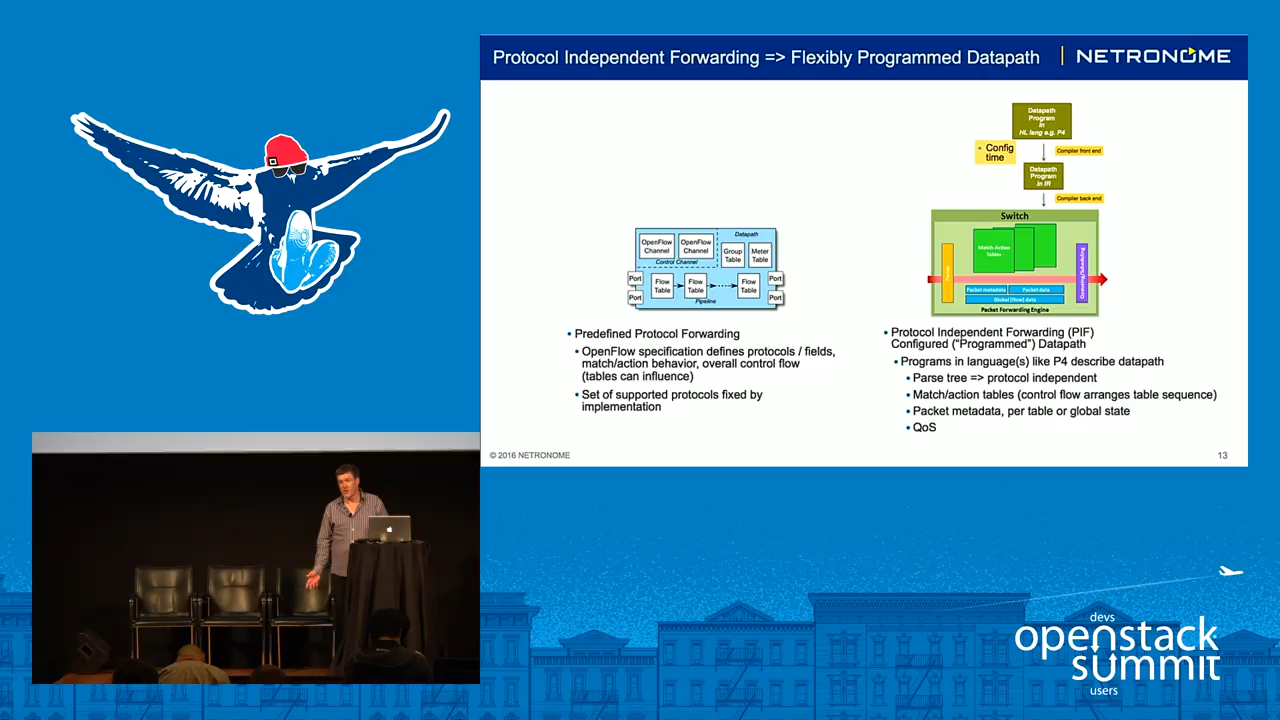 Protocol Independent Forwarding => Flexibly Programmed Datapath
NETRONOME
Datapath
Program
in
HL lang e.g. P4
• Config
time
Compiler front end
Datapath
Program
in IR
Compiler back end
Switch
Match-Action
Tables
Parser
Queuing/Scheduling
Packet metadata
Packet data
Global (flow) data
Packet Forwarding Engine
Datapath
OpenFlow
Channel
OpenFlow
Channel
Control Channel
Group
Table
Meter
Table
Port
Port
Flow
Table
Flow
Table
Flow
Table
Port
Port
Pipeline
• Predefined Protocol Forwarding
• OpenFlow specification defines protocols / fields,
match/action behavior, overall control flow
(tables can influence)
• Set of supported protocols fixed by
implementation
• Protocol Independent Forwarding (PIF)
Configured ("Programmed") Datapath
• Programs in language(s) like P4 describe datapath
• Parse tree => protocol independent
• Match/action tables (control flow arranges table sequence)
• Packet metadata, per table or global state
• QoS
© 2016 NETRONOME
13
devs
openstack
summit
users